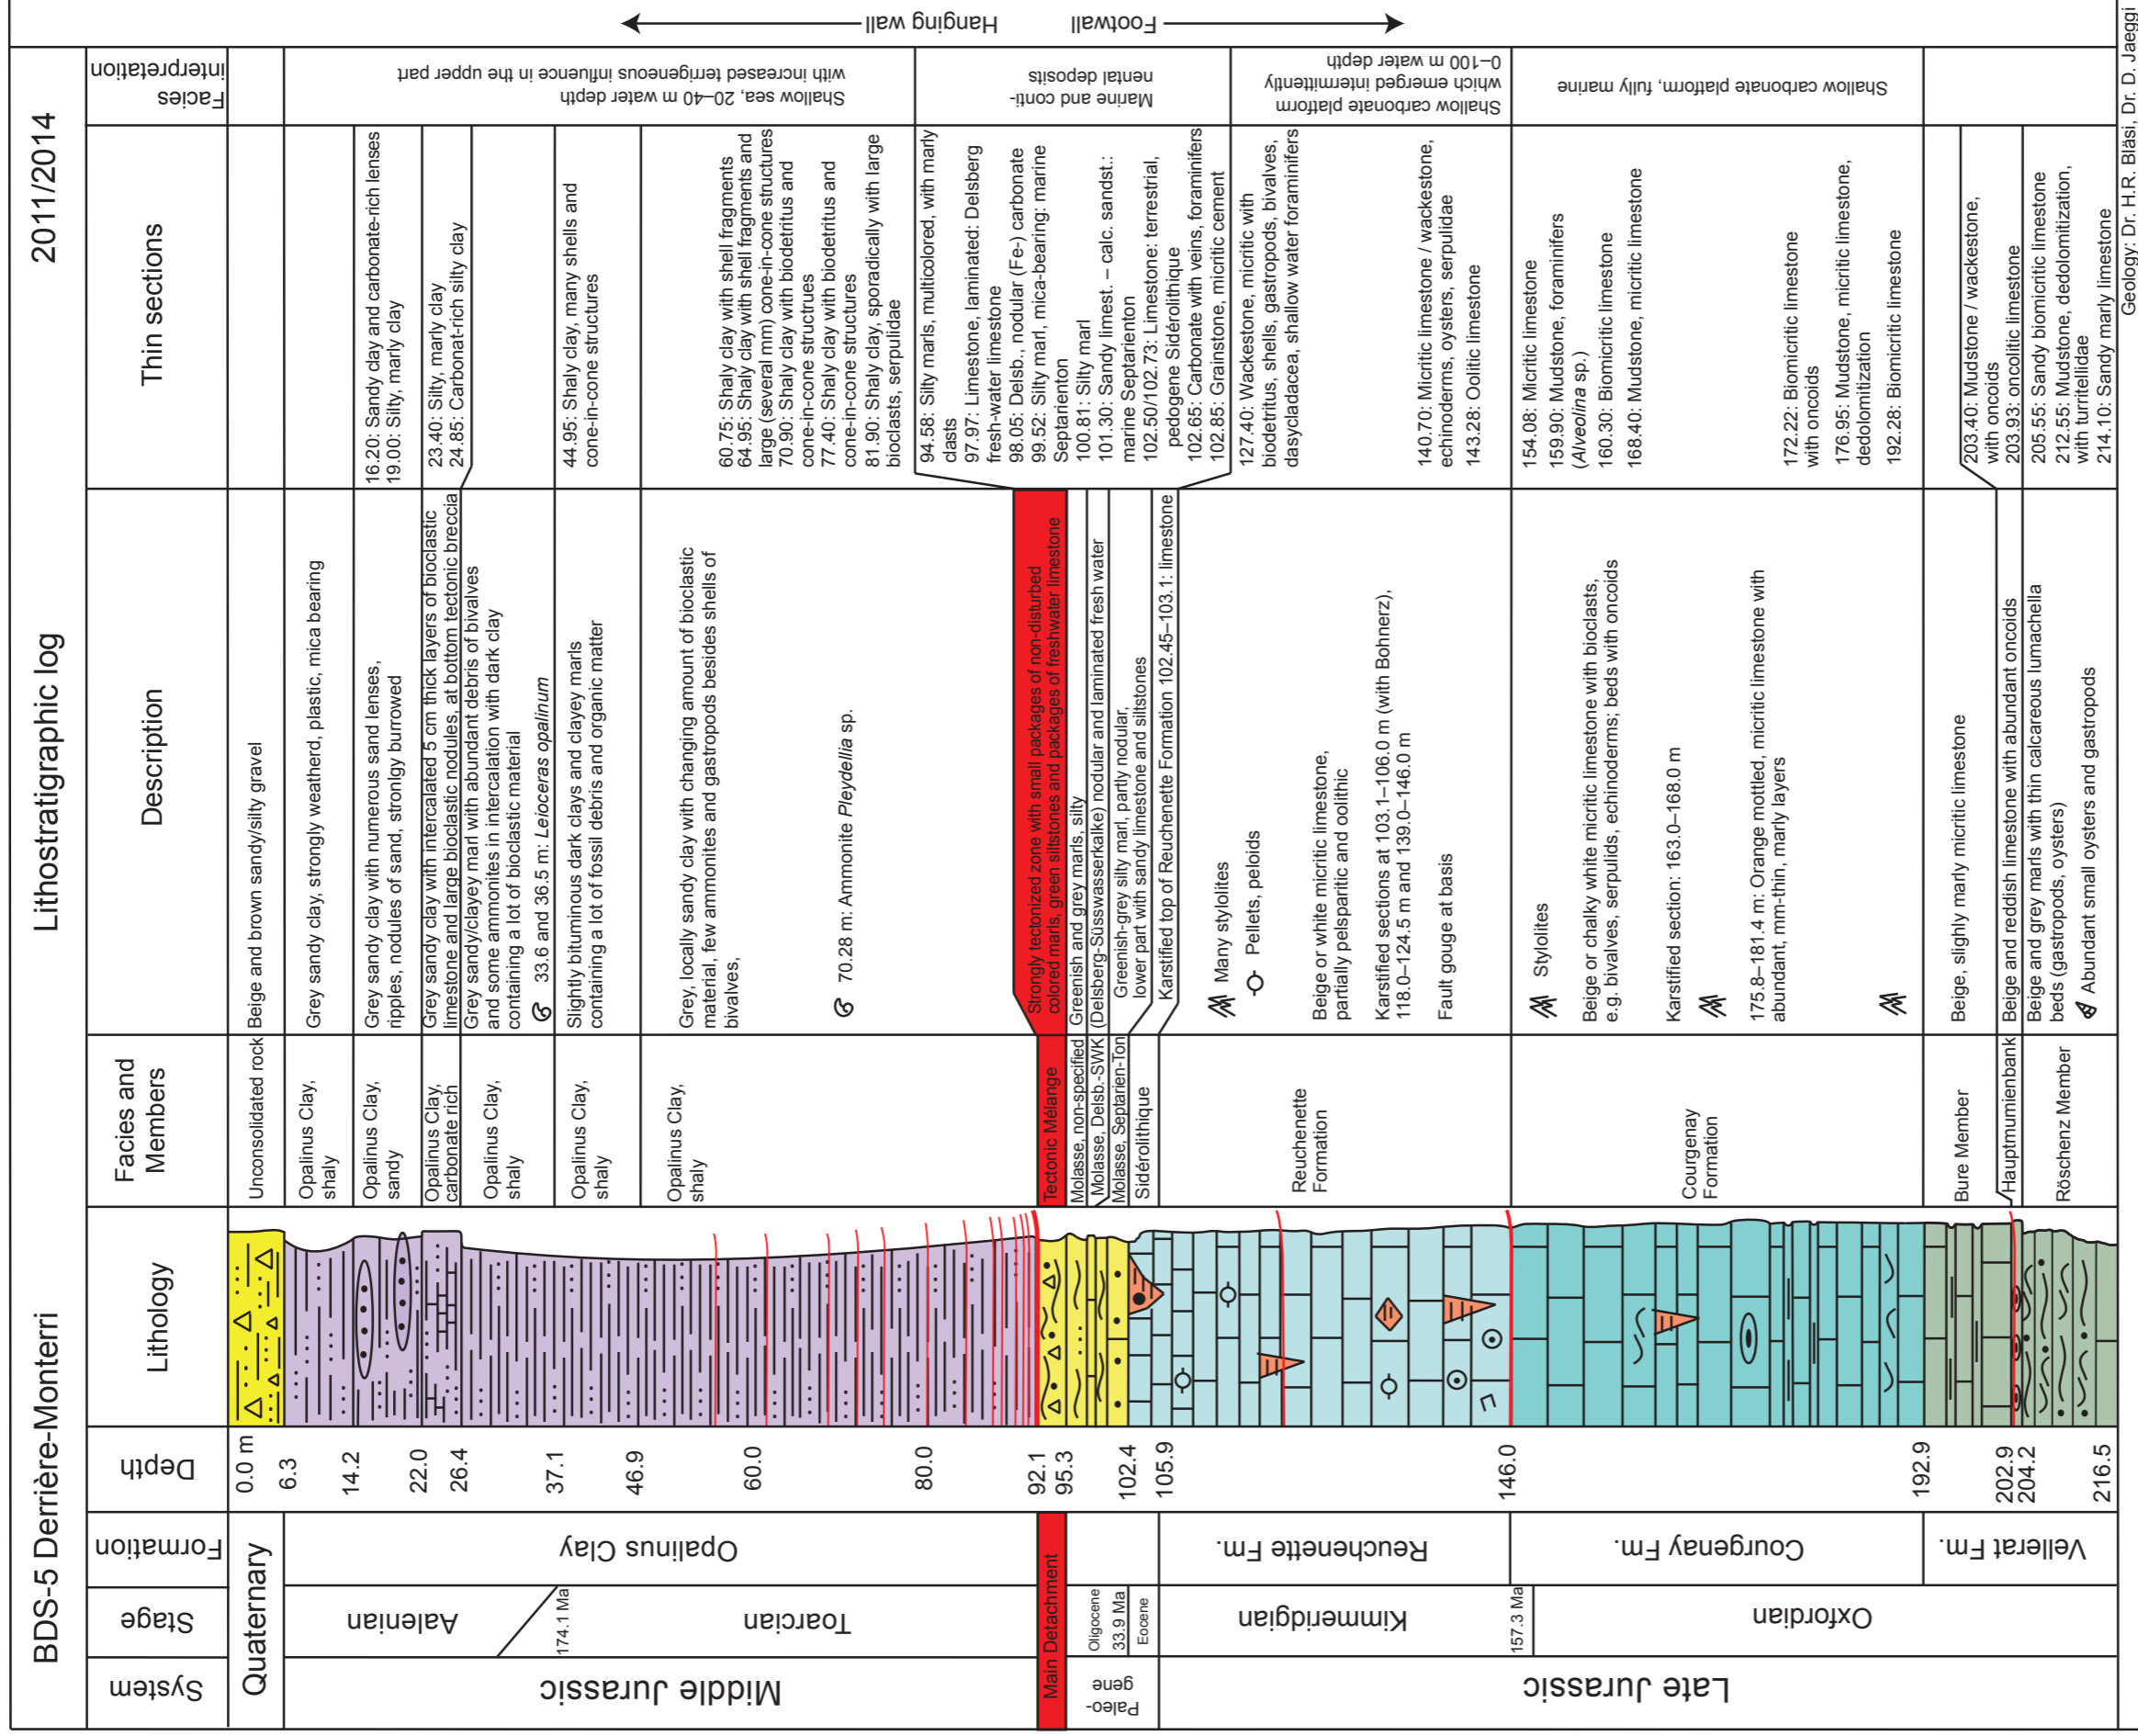 BDS-5 Derrière-Monterri
Lithostratigraphic log
2011/2014
System
Stage
Formation
Depth
Lithology
Facies and
Members
Description
Thin sections
Facies
interpretation
Quaternary
0.0 m
Unconsolidated rock
Beige and brown sandy/silty gravel
Middle Jurassic
Aalenian
174.1 Ma
Toarcian
Opalinus Clay
6.3
Opalinus Clay,
shaly
Grey sandy clay, strongly weatherd, plastic, mica bearing
14.2
Opalinus Clay,
sandy
Grey sandy clay with numerous sand lenses,
ripples, nodules of sand, stronlgy burrowed
16.20: Sandy day and carbonate-rich lenses
19.00: Silty, marly clay
22.0
Opalinus Clay,
carbonate rich
Grey sandy clay with intercalated 5 cm thick layers of bioclastic
limestone and large bioclastic nodules, at bottom tectonic breccia
23.40: Silty, marly clay
24.85: Carbonat-rich silty clay
26.4
Opalinus Clay,
shaly
Grey sandy/clayey marl with abundant debris of bivalves
and some ammonites in intercalation with dark clay
containing a lot of bioclastic material
33.6 and 36.5 m: Leioceras opalinum
37.1
Opalinus Clay,
shaly
Slightly bituminous dark clays and clayey marls
containing a lot of fossil debris and organic matter
44.95: Shaly clay, many shells and
cone-in-cone structures
46.9
60.0
80.0
Opalinus Clay,
shaly
Grey, locally sandy clay with changing amount of bioclastic
material, few ammonites and gastropods besides shells of
bivalves,
70.28 m: Ammonite Pleydellia sp.
60.75: Shaly clay with shell fragments
64.95: Shaly clay with shell fragments and
large (several mm) cone-in-cone structures
70.90: Shaly clay with biodetritus and
cone-in-cone structrues
77.40: Shaly clay with biodetritus and
cone-in-cone structures
81.90: Shaly clay, sporadically with large
bioclasts, serpulidae
Shallow sea, 20–40 m water depth
with increased terrigeneous influence in the upper part
Hanging wall
Main Detachment
92.1
Tectonic Mélange
Strongly tectonized zone with small packages of non-disturbed
colored marls, green siltstones and packages of freshwater limestone
Paleo-
gene
Oligocene
33.9 Ma
Eocene
95.3
Molasse, non-specified
Greenish and grey marls, silty
Molasse, Delsb.-SWK
(Delsberg-Süsswasserkalke) nodular and laminated fresh water
Molasse, Septarien-Ton
Greenish-grey silty marl, partly nodular,
lower part with sandy limestone and siltstones
102.4
Sidérolithique
Karstified top of Reuchenette Formation 102.45–103.1: limestone
94.58: Silty marls, multicolored, with marly
clasts
97.97: Limestone, laminated: Delsberg
fresh-water limestone
98.05: Delsb., nodular (Fe-) carbonate
99.52: Silty marl, mica-bearing: marine
Septarienton
100.81: Silty marl
101.30: Sandy limest. – calc. sandst.:
marine Septarienton
102.50/102.73: Limestone: terrestrial,
pedogene Sidérolithique
102.65: Carbonate with veins, foraminifers
102.85: Grainstone, micritic cement
Marine and conti-
nental deposits
Footwall
Late Jurassic
Kimmeridgian
Reuchenette Fm.
105.9
Reuchenette
Formation
Many stylolites
Pellets, peloids
Beige or white micritic limestone,
partially pelsparitic and oolithic
Karstified sections at 103.1–106.0 m (with Bohnerz),
118.0–124.5 m and 139.0–146.0 m
Fault gouge at basis
127.40: Wackestone, micritic with
biodetritus, shells, gastropods, bivalves,
dasycladacea, shallow water foraminifers
140.70: Micritic limestone / wackestone,
echinoderms, oysters, serpulidae
143.28: Oolitic limestone
Shallow carbonate platform
which emerged intermittently
0–100 m water depth
157.3 Ma
Oxfordian
Courgenay Fm.
146.0
Courgenay
Formation
Stylolites
Beige or chalky white micritic limestone with bioclasts,
e.g. bivalves, serpulids, echinoderms; beds with oncoids
Karstified section: 163.0–168.0 m
175.8–181.4 m: Orange mottled, micritic limestone with
abundant, mm-thin, marly layers
154.08: Micritic limestone
159.90: Mudstone, foraminifers
(Alveolina sp.)
160.30: Biomicritic limestone
168.40: Mudstone, micritic limestone
172.22: Biomicritic limestone
with oncoids
176.95: Mudstone, micritic limestone,
dedolomitization
192.28: Biomicritic limestone
Shallow carbonate platform, fully marine
Vellerat Fm.
192.9
Bure Member
Beige, slightly marly micritic limestone
202.9
Hauptmumienbank
Beige and reddish limestone with abundant oncoids
203.40: Mudstone / wackestone,
with oncoids
203.93: oncolitic limestone
204.2
Röschenz Member
Beige and grey marls with thin calcareous lumachella
beds (gastropods, oysters)
Abundant small oysters and gastropods
205.55: Sandy biomicritic limestone
212.55: Mudstone, dedolomitization,
with turritellidae
214.10: Sandy marly limestone
216.5
Geology: Dr. H.R. Bläsi, Dr. D. Jaeggi